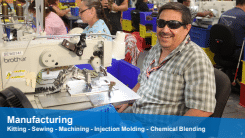 brother
Manufacturing
Kitting - Sewing - Machining - Injection Molding - Chemical Blending